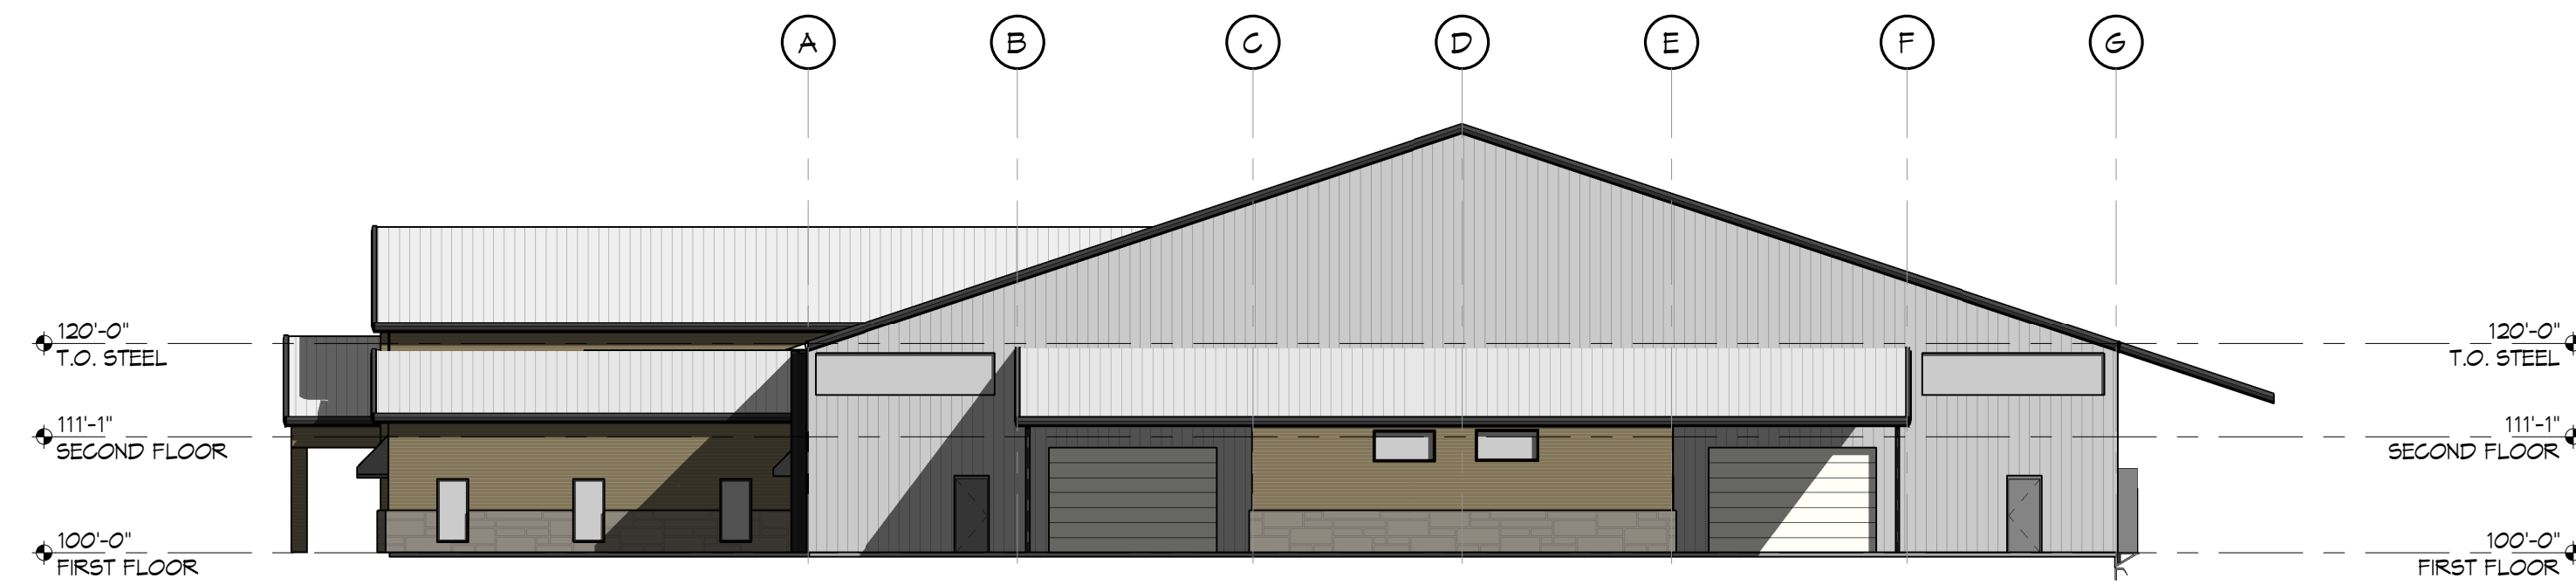 A B C D E F G
120'-0" 120'-0"
T.O. STEEL T.O. STEEL
111'-1" 111'-1"
SECOND FLOOR SECOND FLOOR
100'-0" 100'-0"
FIRST FLOOR FIRST FLOOR